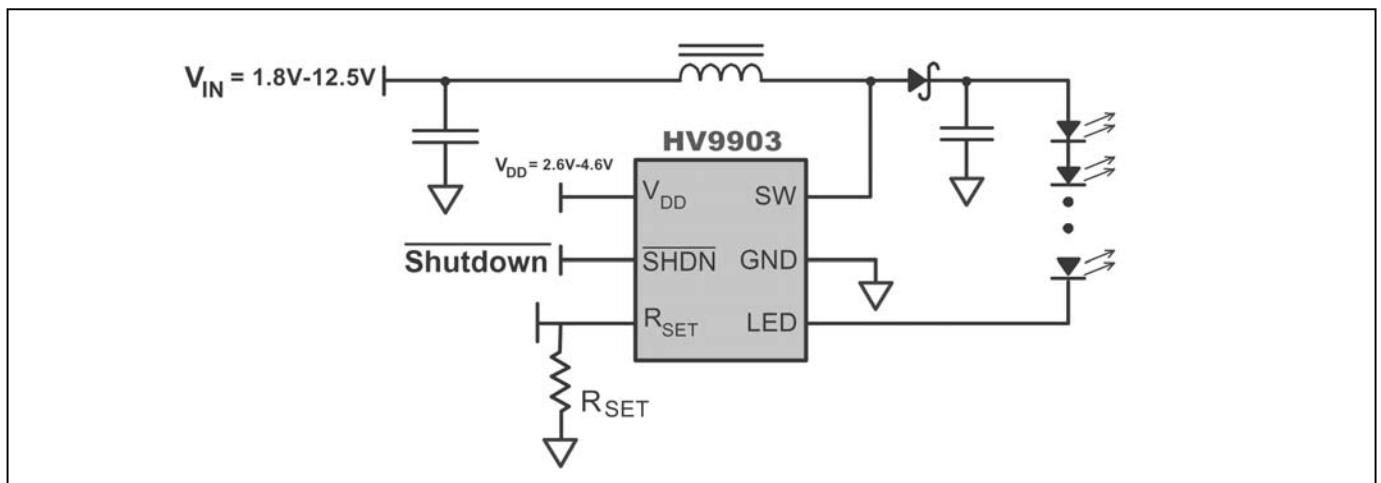 V_IN = 1.8V-12.5V
HV9903
V_DD = 2.6V-4.6V
V_DD
SW
Shutdown
SHDN
GND
R_SET
LED
R_SET